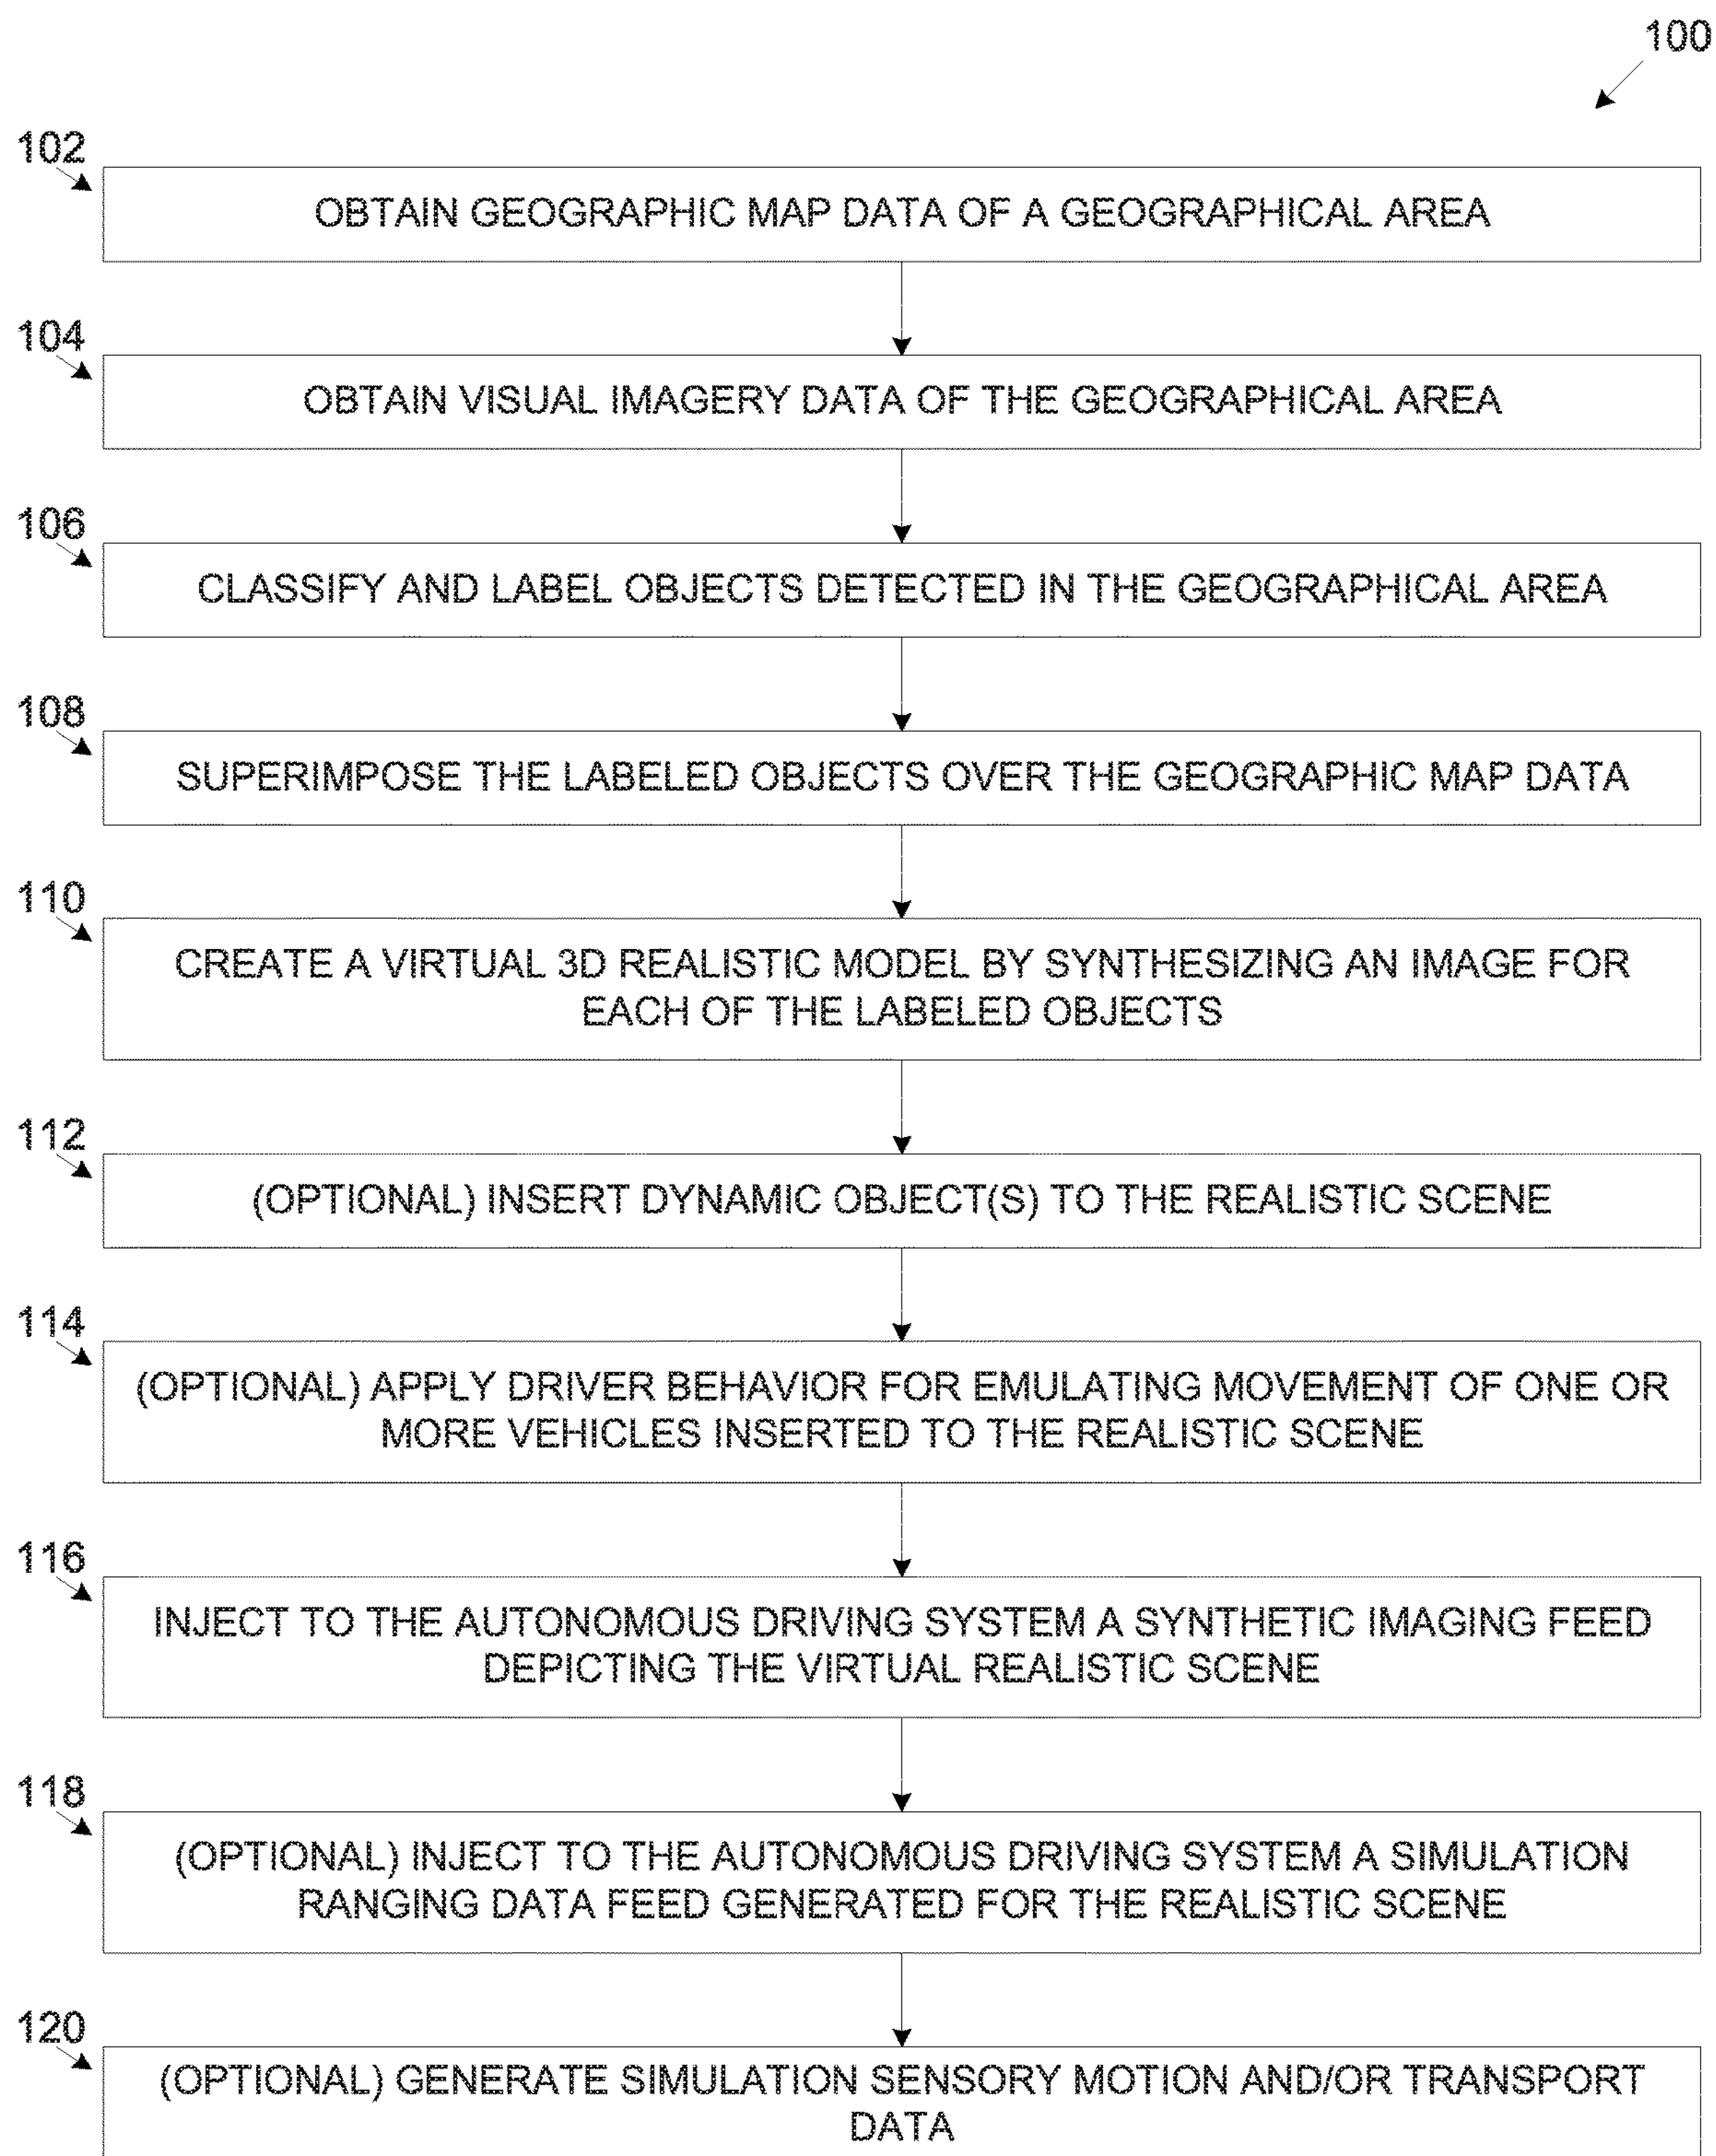 100
102
OBTAIN GEOGRAPHIC MAP DATA OF A GEOGRAPHICAL AREA
104
OBTAIN VISUAL IMAGERY DATA OF THE GEOGRAPHICAL AREA
106
CLASSIFY AND LABEL OBJECTS DETECTED IN THE GEOGRAPHICAL AREA
108
SUPERIMPOSE THE LABELED OBJECTS OVER THE GEOGRAPHIC MAP DATA
110
CREATE A VIRTUAL 3D REALISTIC MODEL BY SYNTHESIZING AN IMAGE FOR
EACH OF THE LABELED OBJECTS
112
(OPTIONAL) INSERT DYNAMIC OBJECT(S) TO THE REALISTIC SCENE
114
(OPTIONAL) APPLY DRIVER BEHAVIOR FOR EMULATING MOVEMENT OF ONE OR
MORE VEHICLES INSERTED TO THE REALISTIC SCENE
116
INJECT TO THE AUTONOMOUS DRIVING SYSTEM A SYNTHETIC IMAGING FEED
DEPICTING THE VIRTUAL REALISTIC SCENE
118
(OPTIONAL) INJECT TO THE AUTONOMOUS DRIVING SYSTEM A SIMULATION
RANGING DATA FEED GENERATED FOR THE REALISTIC SCENE
120
(OPTIONAL) GENERATE SIMULATION SENSORY MOTION AND/OR TRANSPORT
DATA